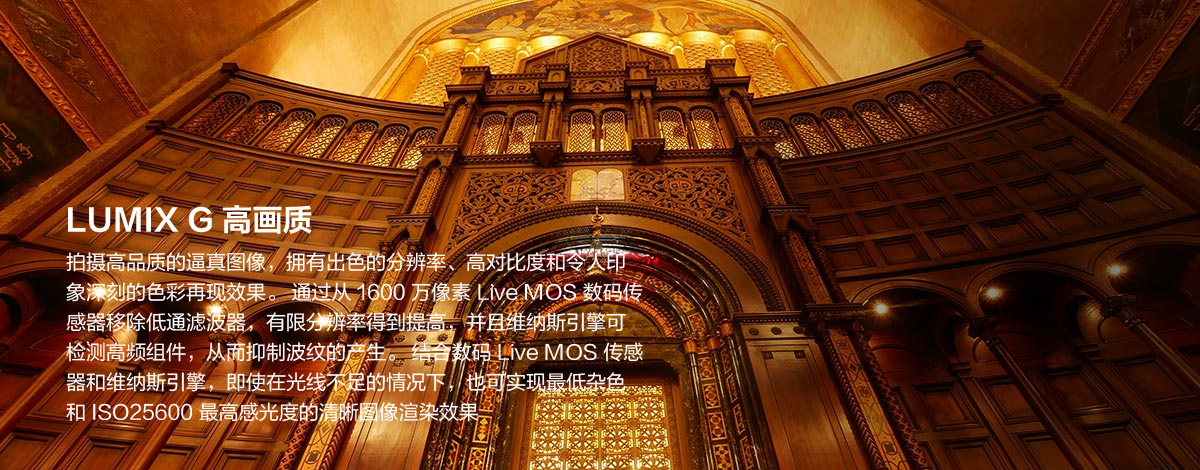 LUMIX G 高画质
拍摄高品质的逼真图像，拥有出色的分辨率、高对比度和令人印
象深刻的色彩再现效果。 通过从 1600 万像素 Live MOS 数码传
感器移除低通滤波器，有限分辨率得到提高，并且维纳斯引擎可
检测高频组件，从而抑制波纹的产生。 结合数码 Live MOS 传感
器和维纳斯引擎，即使在光线不足的情况下，也可实现最低杂色
和 ISO25600 最高感光度的清晰图像渲染效果